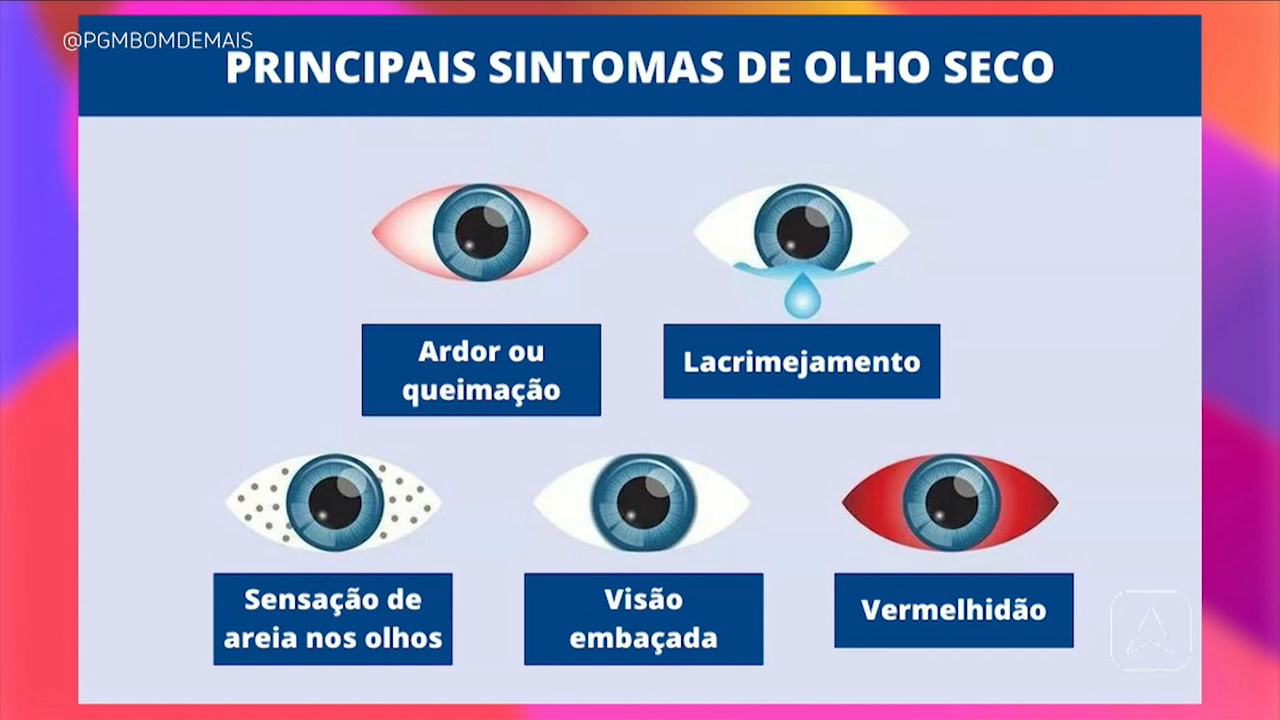 @PGMBOMDEMAIS
PRINCIPAIS SINTOMAS DE OLHO SECO
Ardor ou
queimação
Lacrimejamento
Sensação de
areia nos olhos
Visão
embaçada
Vermelhidão